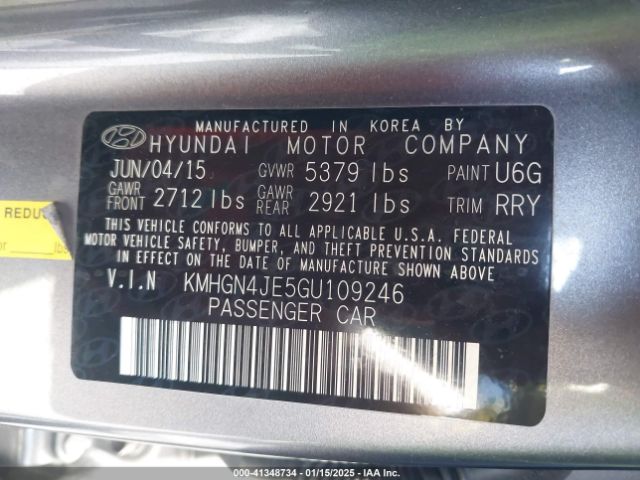 MANUFACTURED IN KOREA BY
HYUNDAI MOTOR COMPANY
JUN/04/15 GVWR 5379 lbs PAINT U6G
GAWR FRONT 2712 lbs GAWR REAR 2921 lbs TRIM RRY
THIS VEHICLE CONFORMS TO ALL APPLICABLE U.S.A. FEDERAL
MOTOR VEHICLE SAFETY, BUMPER, AND THEFT PREVENTION STANDARDS
IN EFFECT ON THE DATE OF MANUFACTURE SHOWN ABOVE.
V.I.N KMHGN4JE5GU109246
PASSENGER CAR
REDU
or ____lb
000-41348734 - 01/15/2025 - IAA Inc.